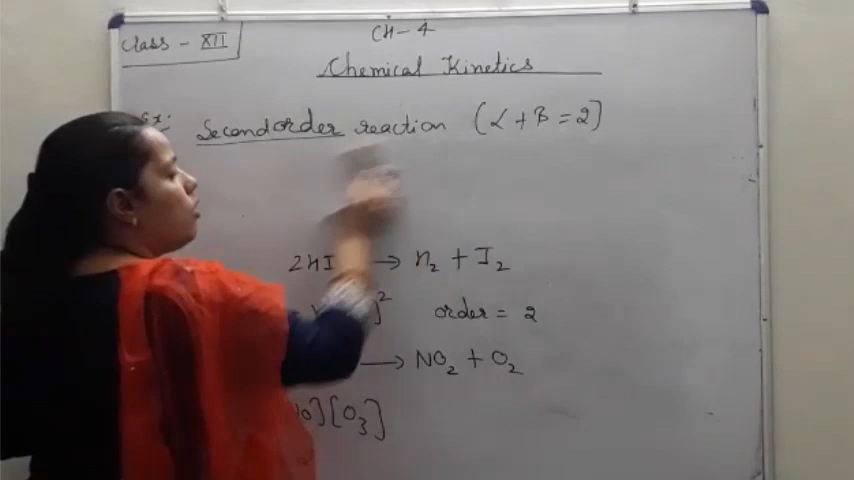 Class - XII
CH-4
Chemical Kinetics
Ex:
Second order reaction (α + β = 2]
2HI → H₂ + I₂
]² order = 2
→ NO₂ + O₂
][O₃]